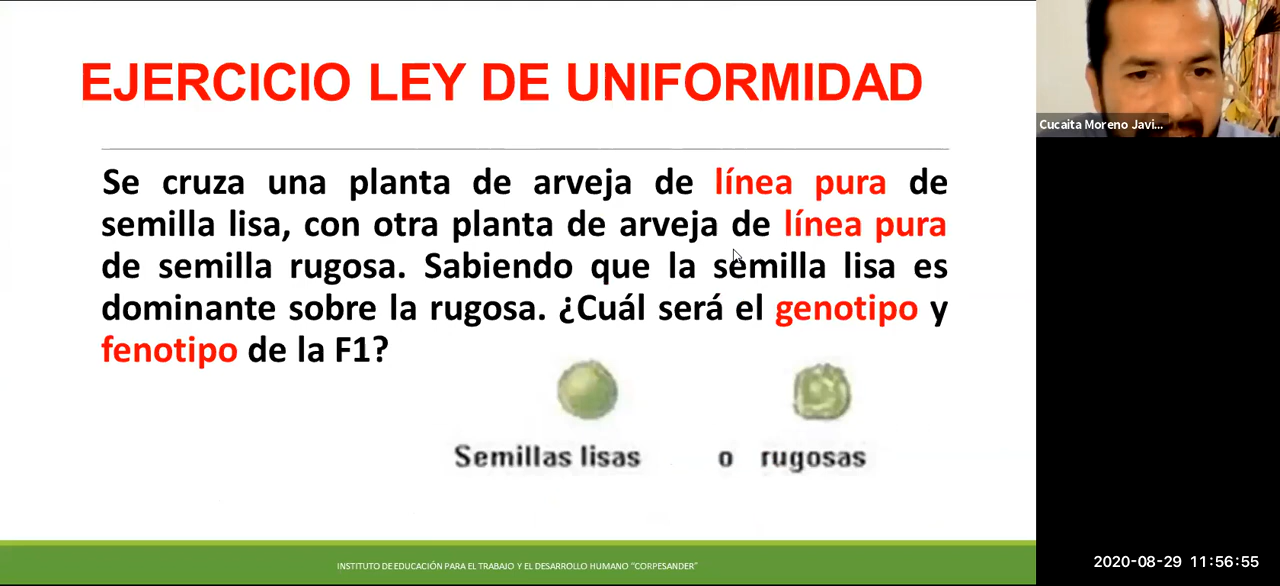 EJERCICIO LEY DE UNIFORMIDAD
Se cruza una planta de arveja de línea pura de
semilla lisa, con otra planta de arveja de línea pura
de semilla rugosa. Sabiendo que la semilla lisa es
dominante sobre la rugosa. ¿Cuál será el genotipo y
fenotipo de la F1?
Semillas lisas o rugosas
INSTITUTO DE EDUCACIÓN PARA EL TRABAJO Y EL DESARROLLO HUMANO "CORPESANDER"
Cucaita Moreno Javi...
2020-08-29 11:56:55